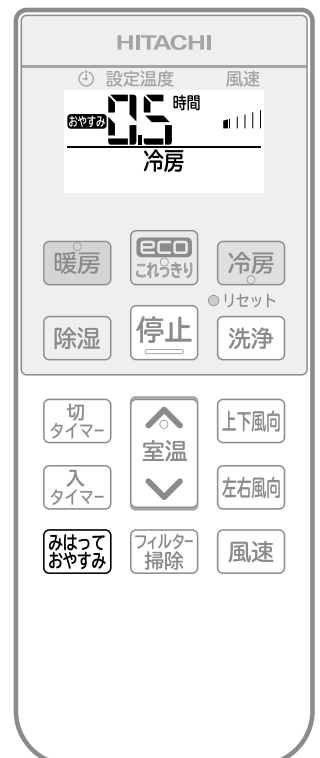 HITACHI
設定温度 風速
おやすみ 0.5 時間
冷房
暖房
eco
これっきり
冷房
リセット
除湿
停止
洗浄
切
タイマー
室温
上下風向
入
タイマー
左右風向
みはって
おやすみ
フィルター
掃除
風速